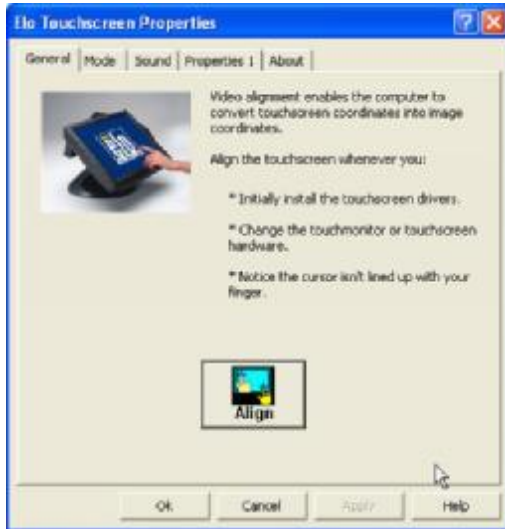 Elo Touchscreen Properties
General Mode Sound Properties 1 About
Video alignment enables the computer to
convert touchscreen coordinates into image
coordinates.
Align the touchscreen whenever you:
* Initially install the touchscreen drivers.
* Change the touchmonitor or touchscreen
hardware.
* Notice the cursor isn't lined up with your
finger.
Align
Ok Cancel Apply Help